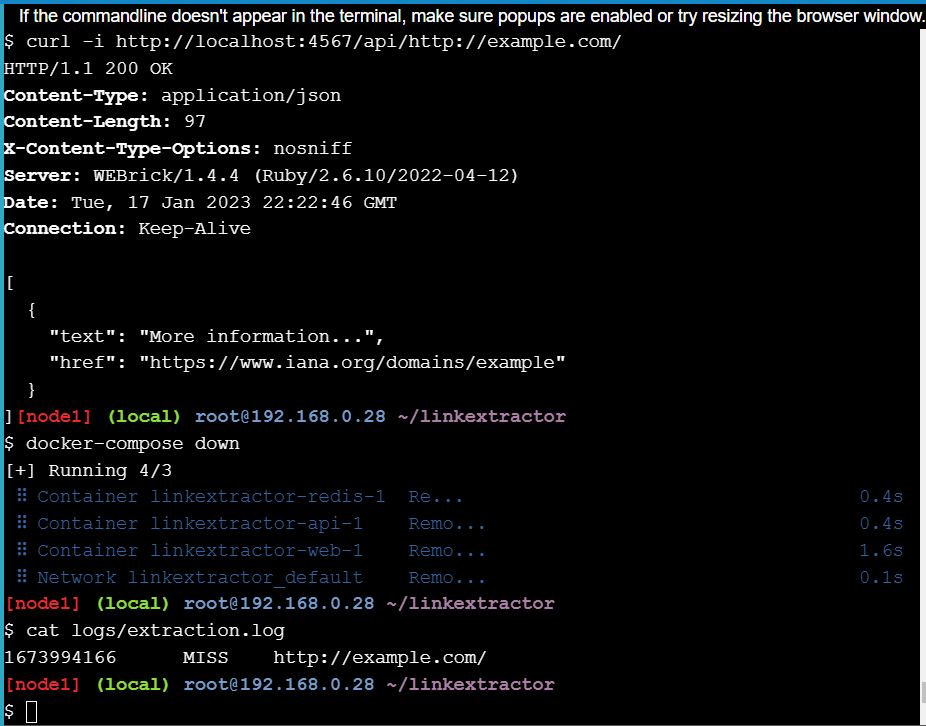 If the commandline doesn't appear in the terminal, make sure popups are enabled or try resizing the browser window.
$ curl -i http://localhost:4567/api/http://example.com/
HTTP/1.1 200 OK
Content-Type: application/json
Content-Length: 97
X-Content-Type-Options: nosniff
Server: WEBrick/1.4.4 (Ruby/2.6.10/2022-04-12)
Date: Tue, 17 Jan 2023 22:22:46 GMT
Connection: Keep-Alive
[
  {
    "text": "More information...",
    "href": "https://www.iana.org/domains/example"
  }
][node1] (local) root@192.168.0.28 ~/linkextractor
$ docker-compose down
[+] Running 4/3
 ⠿ Container linkextractor-redis-1  Re...  0.4s
 ⠿ Container linkextractor-api-1    Remo...  0.4s
 ⠿ Container linkextractor-web-1    Remo...  1.6s
 ⠿ Network linkextractor_default    Remo...  0.1s
[node1] (local) root@192.168.0.28 ~/linkextractor
$ cat logs/extraction.log
1673994166      MISS    http://example.com/
[node1] (local) root@192.168.0.28 ~/linkextractor
$